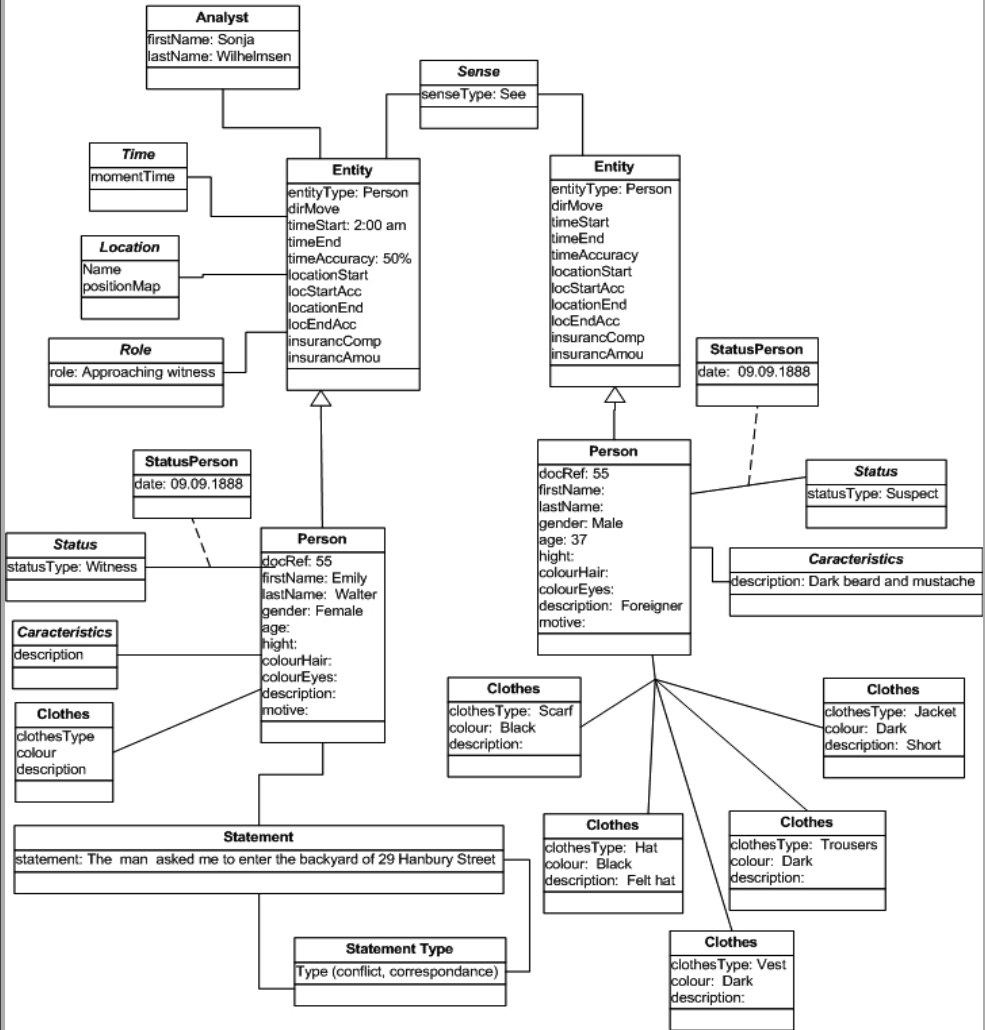 Analyst
firstName: Sonja
lastName: Wilhelmsen
Sense
senseType: See
Time
momentTime
Location
Name
positionMap
Role
role: Approaching witness
Entity
entityType: Person
dirMove
timeStart: 2:00 am
timeEnd
timeAccuracy: 50%
locationStart
locStartAcc
locationEnd
locEndAcc
insurancComp
insurancAmou
Entity
entityType: Person
dirMove
timeStart
timeEnd
timeAccuracy
locationStart
locStartAcc
locationEnd
locEndAcc
insurancComp
insurancAmou
StatusPerson
date: 09.09.1888
StatusPerson
date: 09.09.1888
Status
statusType: Witness
Caracteristics
description
Clothes
clothesType
colour
description
Person
docRef: 55
firstName: Emily
lastName: Walter
gender: Female
age:
hight:
colourHair:
colourEyes:
description:
motive:
Person
docRef: 55
firstName:
lastName:
gender: Male
age: 37
hight:
colourHair:
colourEyes:
description: Foreigner
motive:
Status
statusType: Suspect
Caracteristics
description: Dark beard and mustache
Clothes
clothesType: Scarf
colour: Black
description:
Clothes
clothesType: Jacket
colour: Dark
description: Short
Clothes
clothesType: Hat
colour: Black
description: Felt hat
Clothes
clothesType: Trousers
colour: Dark
description:
Clothes
clothesType: Vest
colour: Dark
description:
Statement
statement: The man asked me to enter the backyard of 29 Hanbury Street
Statement Type
Type (conflict, correspondance)